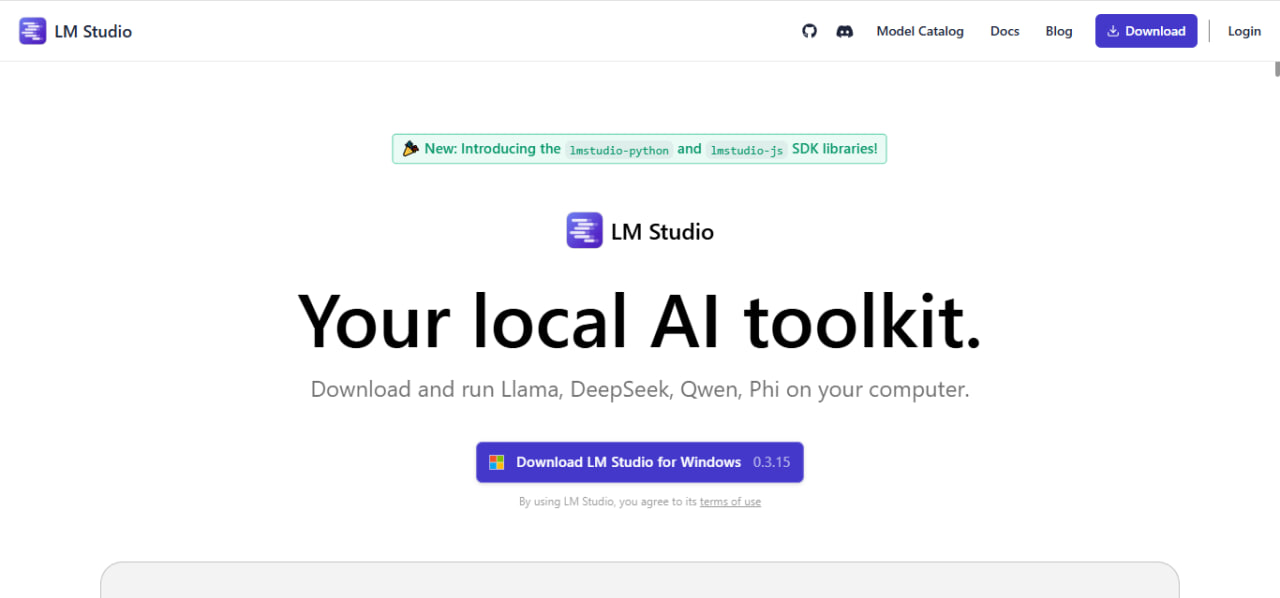 LM Studio
Model Catalog
Docs
Blog
Download
Login
New: Introducing the lmstudio-python and lmstudio-js SDK libraries!
LM Studio
Your local AI toolkit.
Download and run Llama, DeepSeek, Qwen, Phi on your computer.
Download LM Studio for Windows 0.3.15
By using LM Studio, you agree to its terms of use